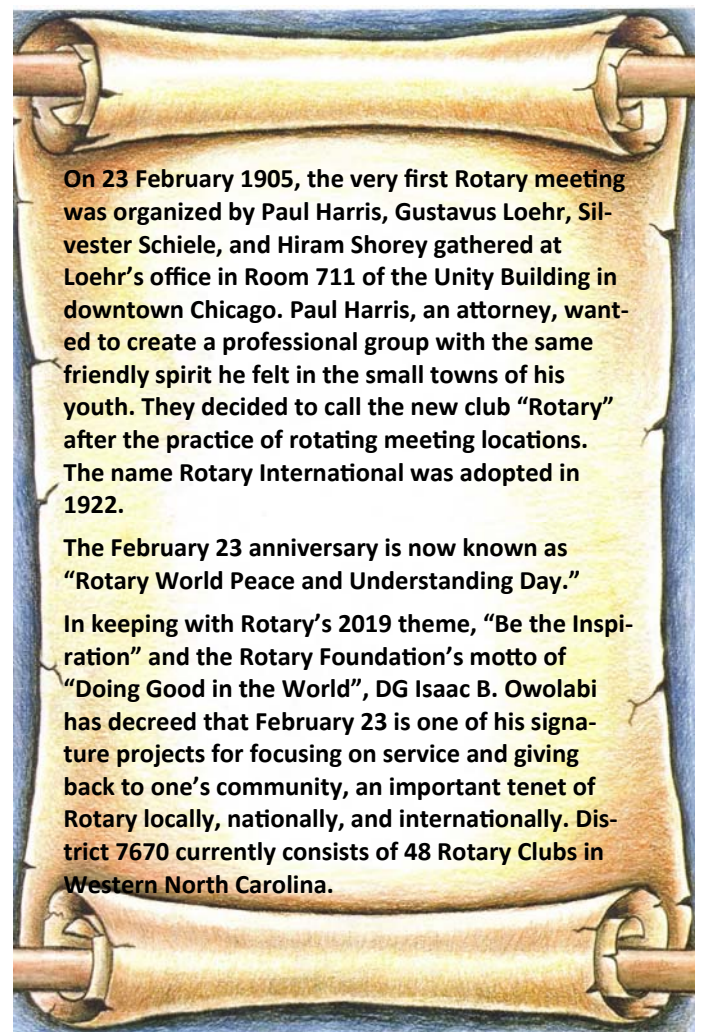 On 23 February 1905, the very first Rotary meeting
was organized by Paul Harris, Gustavus Loehr, Sil-
vester Schiele, and Hiram Shorey gathered at
Loehr’s office in Room 711 of the Unity Building in
downtown Chicago. Paul Harris, an attorney, want-
ed to create a professional group with the same
friendly spirit he felt in the small towns of his
youth. They decided to call the new club “Rotary”
after the practice of rotating meeting locations.
The name Rotary International was adopted in
1922.
The February 23 anniversary is now known as
“Rotary World Peace and Understanding Day.”
In keeping with Rotary’s 2019 theme, “Be the Inspi-
ration” and the Rotary Foundation’s motto of
“Doing Good in the World”, DG Isaac B. Owolabi
has decreed that February 23 is one of his signa-
ture projects for focusing on service and giving
back to one’s community, an important tenet of
Rotary locally, nationally, and internationally. Dis-
trict 7670 currently consists of 48 Rotary Clubs in
Western North Carolina.